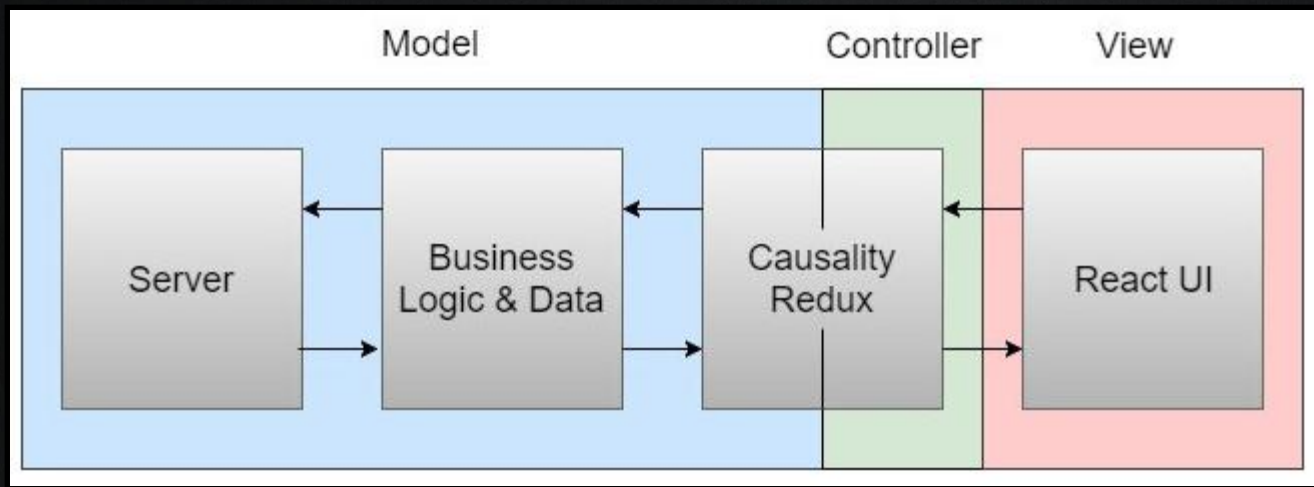 Model
Controller
View
Server
Business
Logic & Data
Causality
Redux
React UI